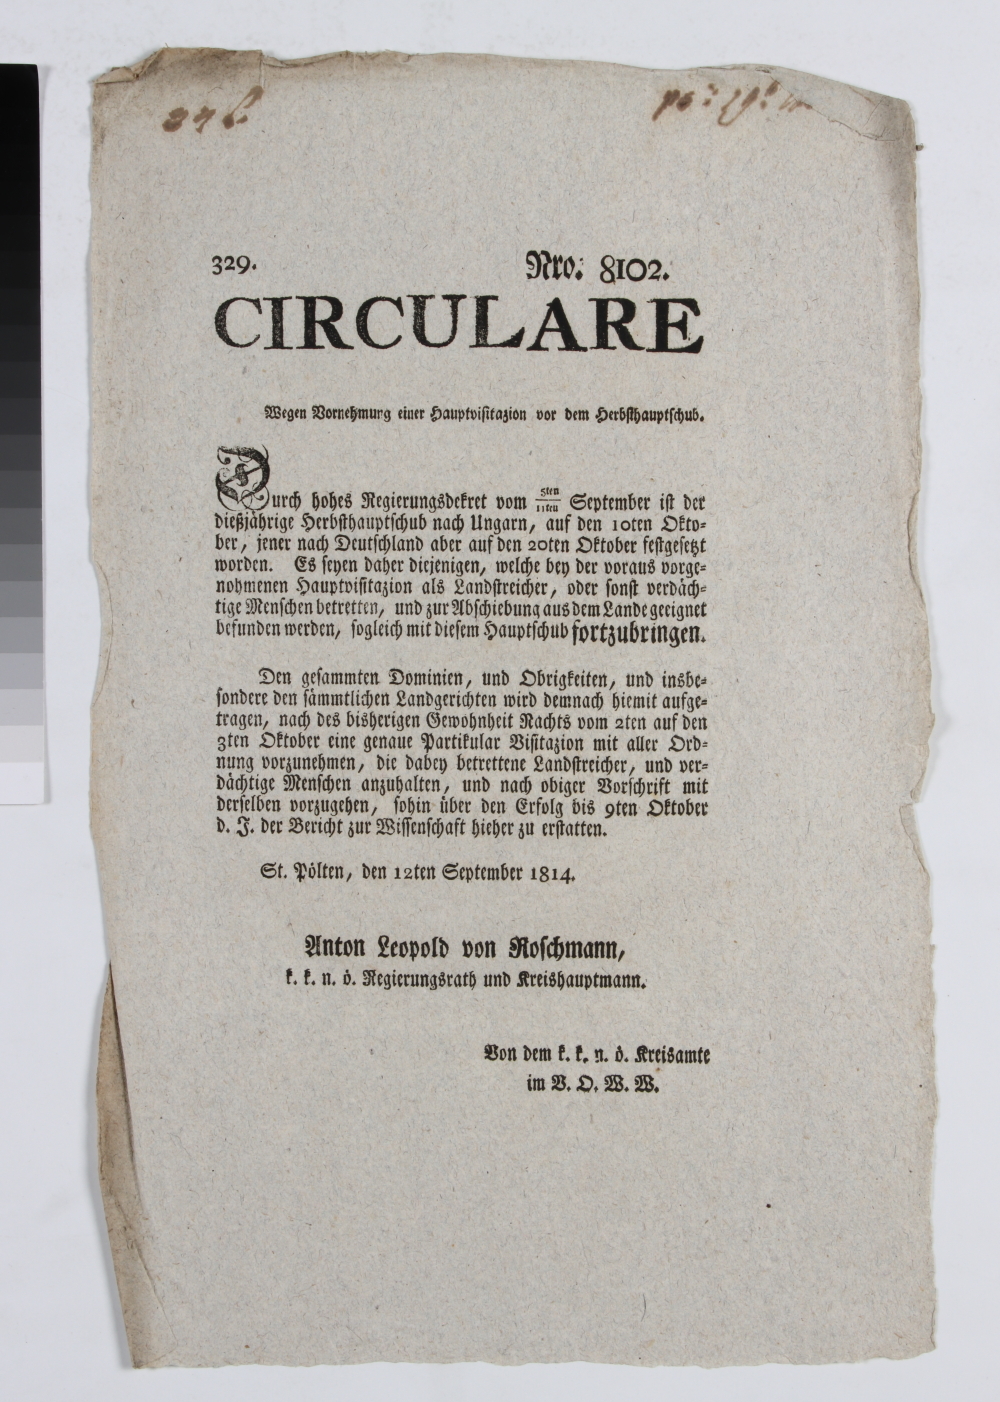 329. Nro. 8102.
CIRCULARE
Wegen Vornehmurg einer Hauptvisitazion vor dem Herbsthauptschub.
Durch hohes Regierungsdekret vom 5ten/11ten September ist der
dießjährige Herbsthauptschub nach Ungarn, auf den 10ten Okto-
ber, jener nach Deutschland aber auf den 20ten Oktober festgesetzt
worden. Es seyen daher diejenigen, welche bey der voraus vorge-
nohmenen Hauptvisitazion als Landstreicher, oder sonst verdäch-
tige Menschen betretten, und zur Abschiebung aus dem Lande geeignet
befunden werden, sogleich mit diesem Hauptschub fortzubringen.
Den gesammten Dominien, und Obrigkeiten, und insbe-
sondere den sämmtlichen Landgerichten wird demnach hiemit aufge-
tragen, nach des bisherigen Gewohnheit Nachts vom 2ten auf den
3ten Oktober eine genaue Partikular Visitazion mit aller Ord-
nung vorzunehmen, die dabey betrettene Landstreicher, und ver-
dächtige Menschen anzuhalten, und nach obiger Vorschrift mit
derselben vorzugehen, sohin über den Erfolg bis 9ten Oktober
d. J. der Bericht zur Wissenschaft hieher zu erstatten.
St. Pölten, den 12ten September 1814.
Anton Leopold von Roschmann,
k. k. n. ö. Regierungsrath und Kreishauptmann.
Von dem k. k. n. ö. Kreisamte
im V. O. W. W.